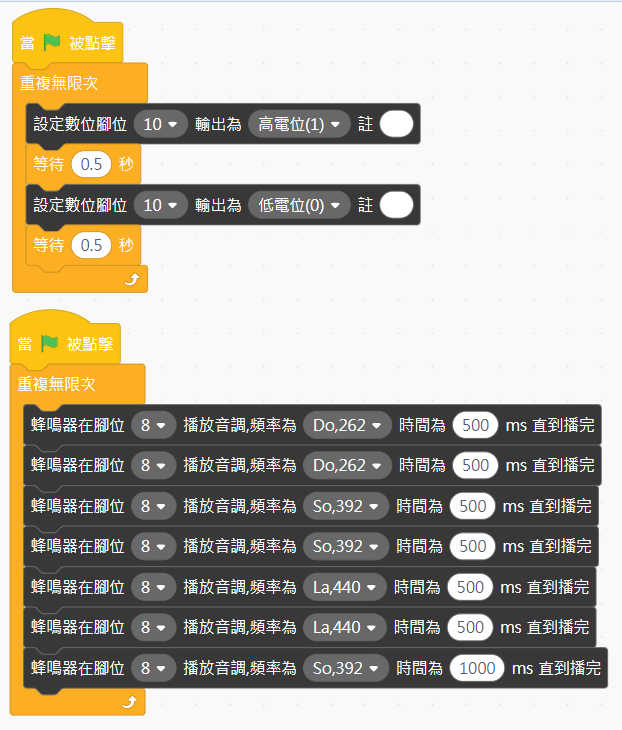 當 被點擊
重複無限次
設定數位腳位 10 輸出為 高電位(1) 註
等待 0.5 秒
設定數位腳位 10 輸出為 低電位(0) 註
等待 0.5 秒
當 被點擊
重複無限次
蜂鳴器在腳位 8 播放音調,頻率為 Do,262 時間為 500 ms 直到播完
蜂鳴器在腳位 8 播放音調,頻率為 Do,262 時間為 500 ms 直到播完
蜂鳴器在腳位 8 播放音調,頻率為 So,392 時間為 500 ms 直到播完
蜂鳴器在腳位 8 播放音調,頻率為 So,392 時間為 500 ms 直到播完
蜂鳴器在腳位 8 播放音調,頻率為 La,440 時間為 500 ms 直到播完
蜂鳴器在腳位 8 播放音調,頻率為 La,440 時間為 500 ms 直到播完
蜂鳴器在腳位 8 播放音調,頻率為 So,392 時間為 1000 ms 直到播完